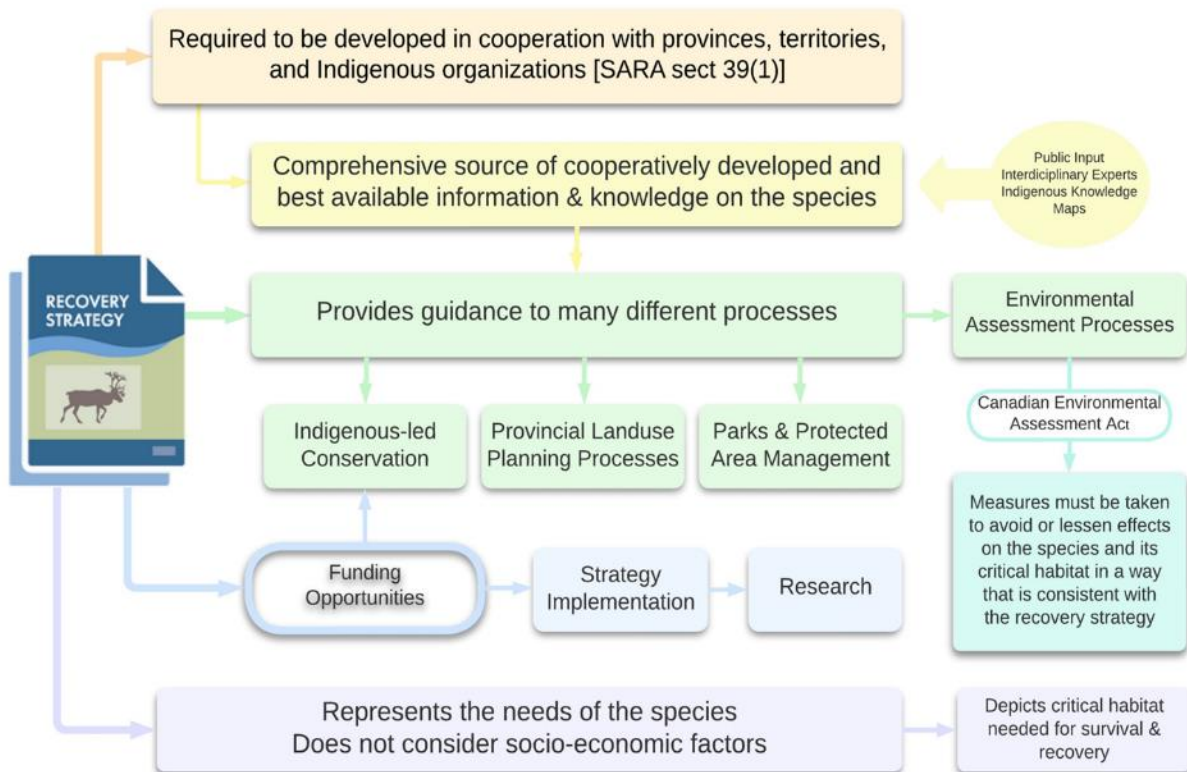 Required to be developed in cooperation with provinces, territories,
and Indigenous organizations [SARA sect 39(1)]
Comprehensive source of cooperatively developed and
best available information & knowledge on the species
Public Input
Interdiciplinary Experts
Indigenous Knowledge
Maps
RECOVERY
STRATEGY
Provides guidance to many different processes
Environmental
Assessment Processes
Canadian Environmental
Assessment Act
Indigenous-led
Conservation
Provincial Landuse
Planning Processes
Parks & Protected
Area Management
Measures must be taken
to avoid or lessen effects
on the species and its
critical habitat in a way
that is consistent with
the recovery strategy
Funding
Opportunities
Strategy
Implementation
Research
Represents the needs of the species
Does not consider socio-economic factors
Depicts critical habitat
needed for survival &
recovery